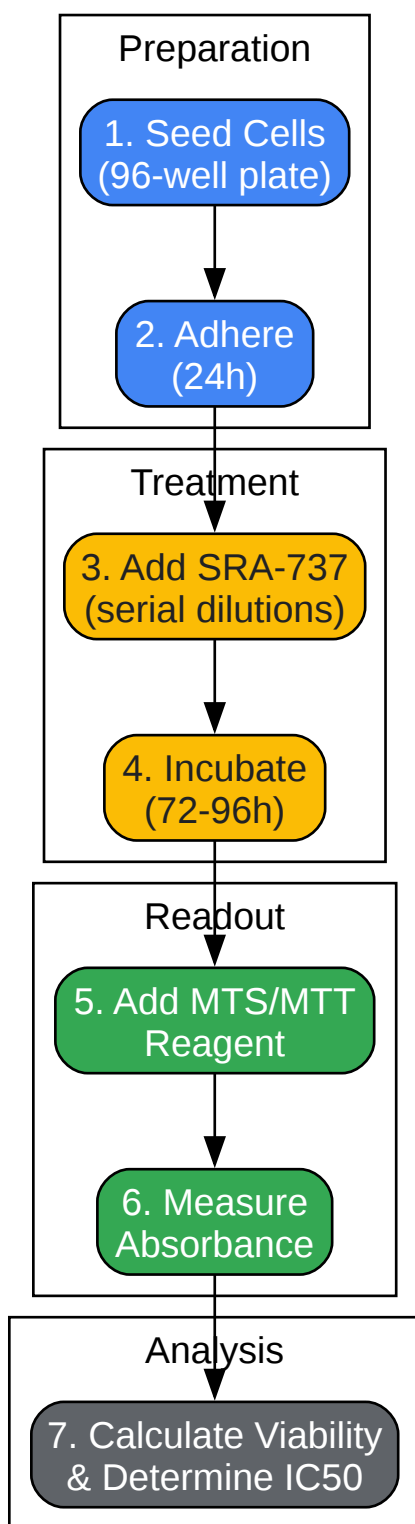 Preparation
1. Seed Cells
(96-well plate)
2. Adhere
(24h)
Treatment
3. Add SRA-737
(serial dilutions)
4. Incubate
(72-96h)
Readout
5. Add MTS/MTT
Reagent
6. Measure
Absorbance
Analysis
7. Calculate Viability
& Determine IC50